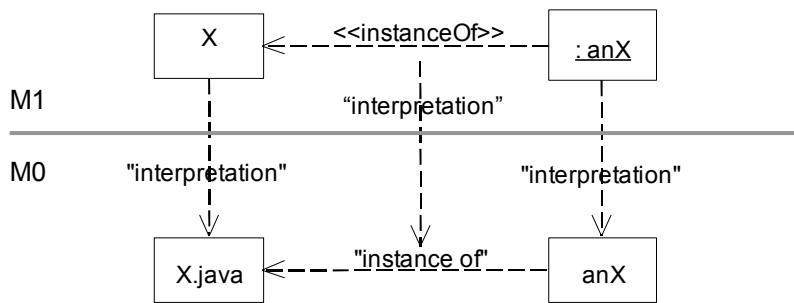 X
<<instanceOf>>
: anX
M1
“interpretation”
M0
"interpretation"
"interpretation"
X.java
"instance of"
anX